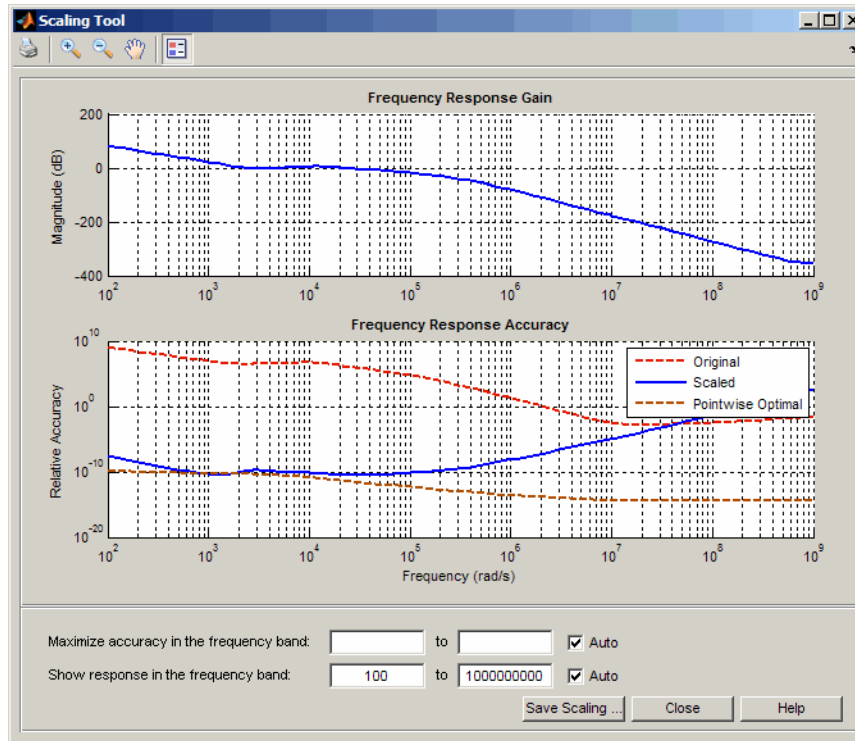 Scaling Tool
Frequency Response Gain
Magnitude (dB)
200
0
-200
-400
10^2 10^3 10^4 10^5 10^6 10^7 10^8 10^9
Frequency Response Accuracy
Relative Accuracy
10^10
10^0
10^-10
10^-20
Original
Scaled
Pointwise Optimal
10^2 10^3 10^4 10^5 10^6 10^7 10^8 10^9
Frequency (rad/s)
Maximize accuracy in the frequency band: to Auto
Show response in the frequency band: 100 to 1000000000 Auto
Save Scaling ... Close Help